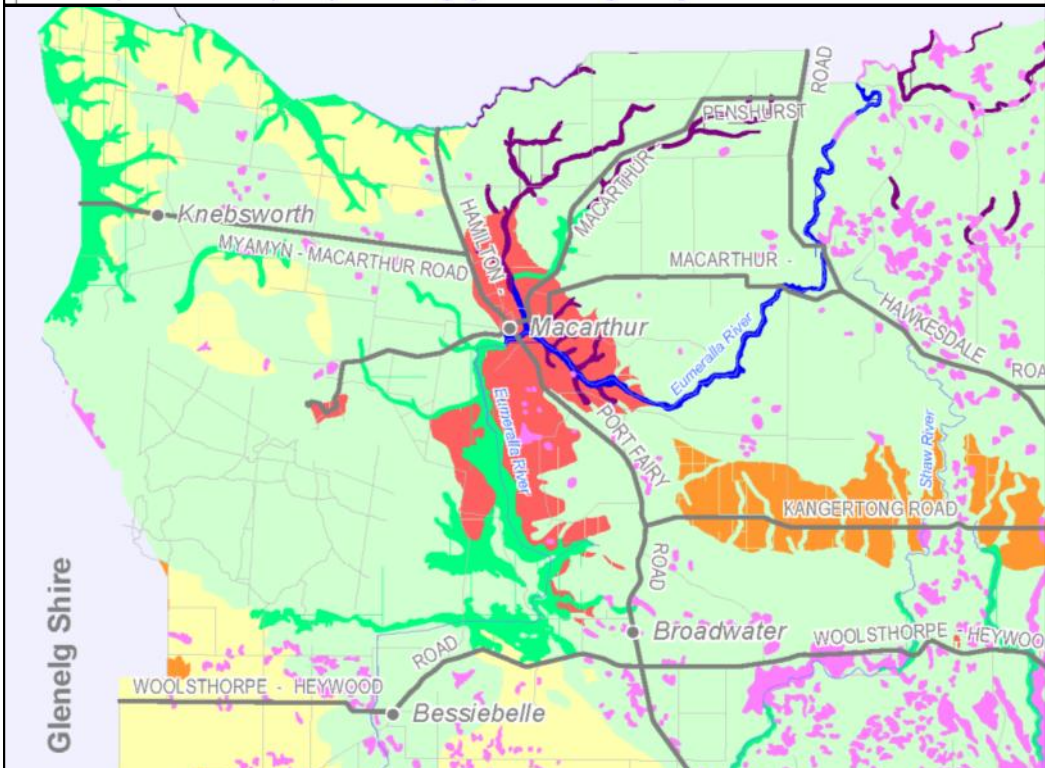 ROAD
PENSHURST
MACARTHUR -
Knebsworth
HAMILTON -
MYAMYN - MACARTHUR ROAD
MACARTHUR -
Macarthur
Eumeralla River
HAWKESDALE
ROA
Eumeralla River
PORT FAIRY
Shaw River
KANGERTONG ROAD
ROAD
Glenelg Shire
Broadwater
WOOLSTHORPE - HEYWOO
ROAD
WOOLSTHORPE - HEYWOOD
Bessiebelle